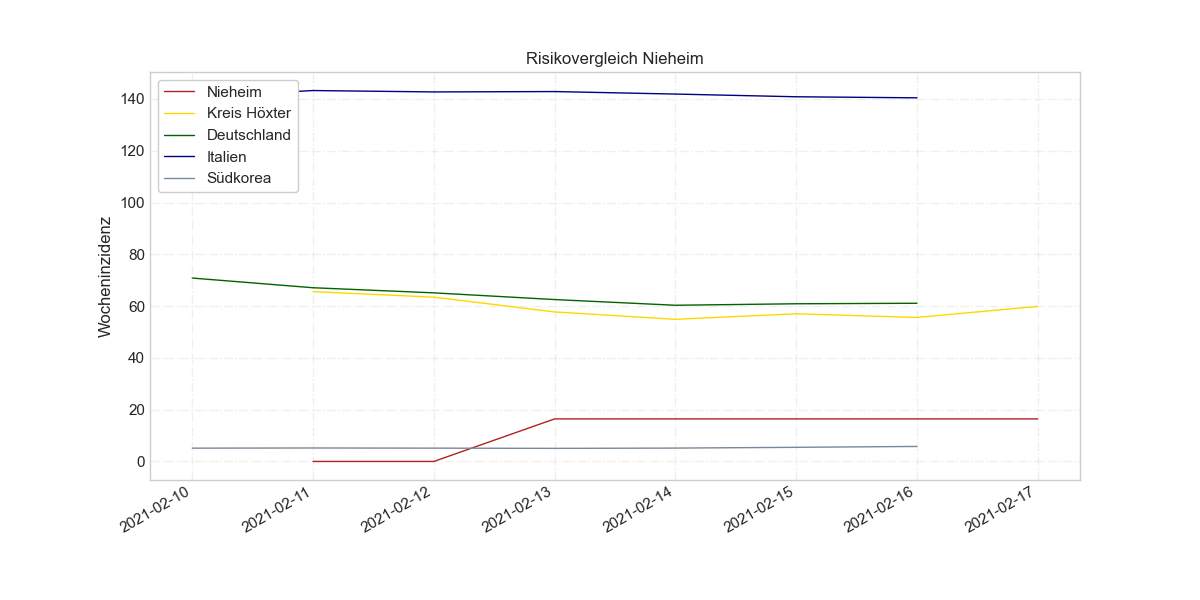 Risikovergleich Nieheim
Nieheim
Kreis Höxter
Deutschland
Italien
Südkorea
Wocheninzidenz
140
120
100
80
60
40
20
0
2021-02-10
2021-02-11
2021-02-12
2021-02-13
2021-02-14
2021-02-15
2021-02-16
2021-02-17